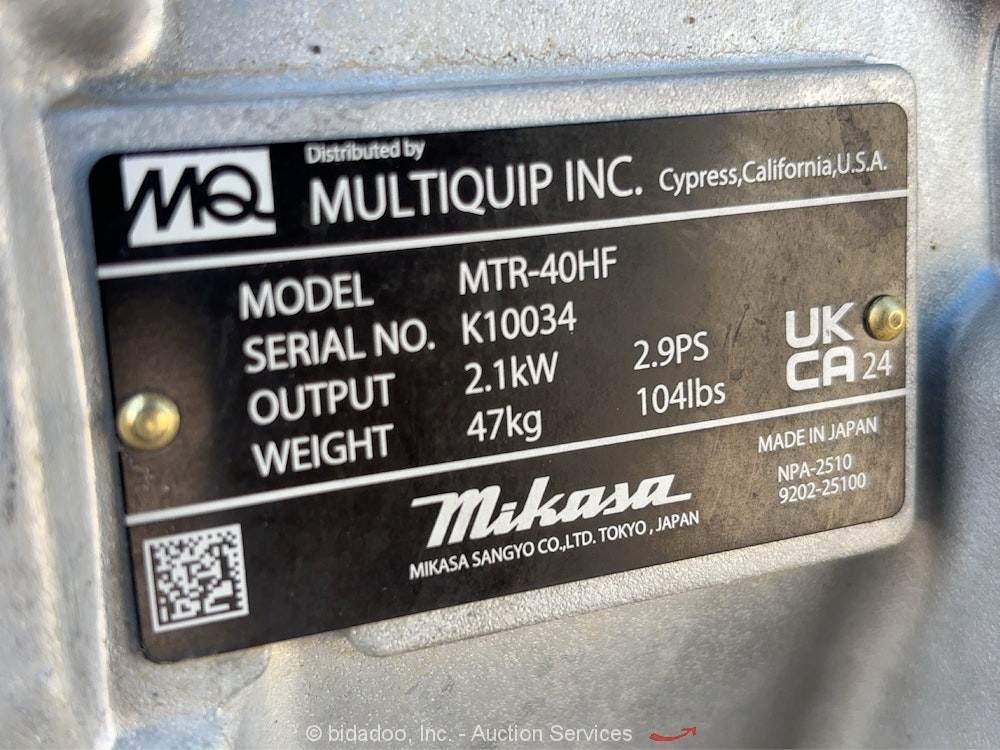 MQ
Distributed by
MULTIQUIP INC. Cypress,California,U.S.A.
MODEL MTR-40HF
SERIAL NO. K10034
OUTPUT 2.1kW 2.9PS
WEIGHT 47kg 104lbs
UK
CA 24
MADE IN JAPAN
NPA-2510
9202-25100
Mikasa
MIKASA SANGYO CO.,LTD. TOKYO , JAPAN
© bidadoo, Inc. - Auction Services